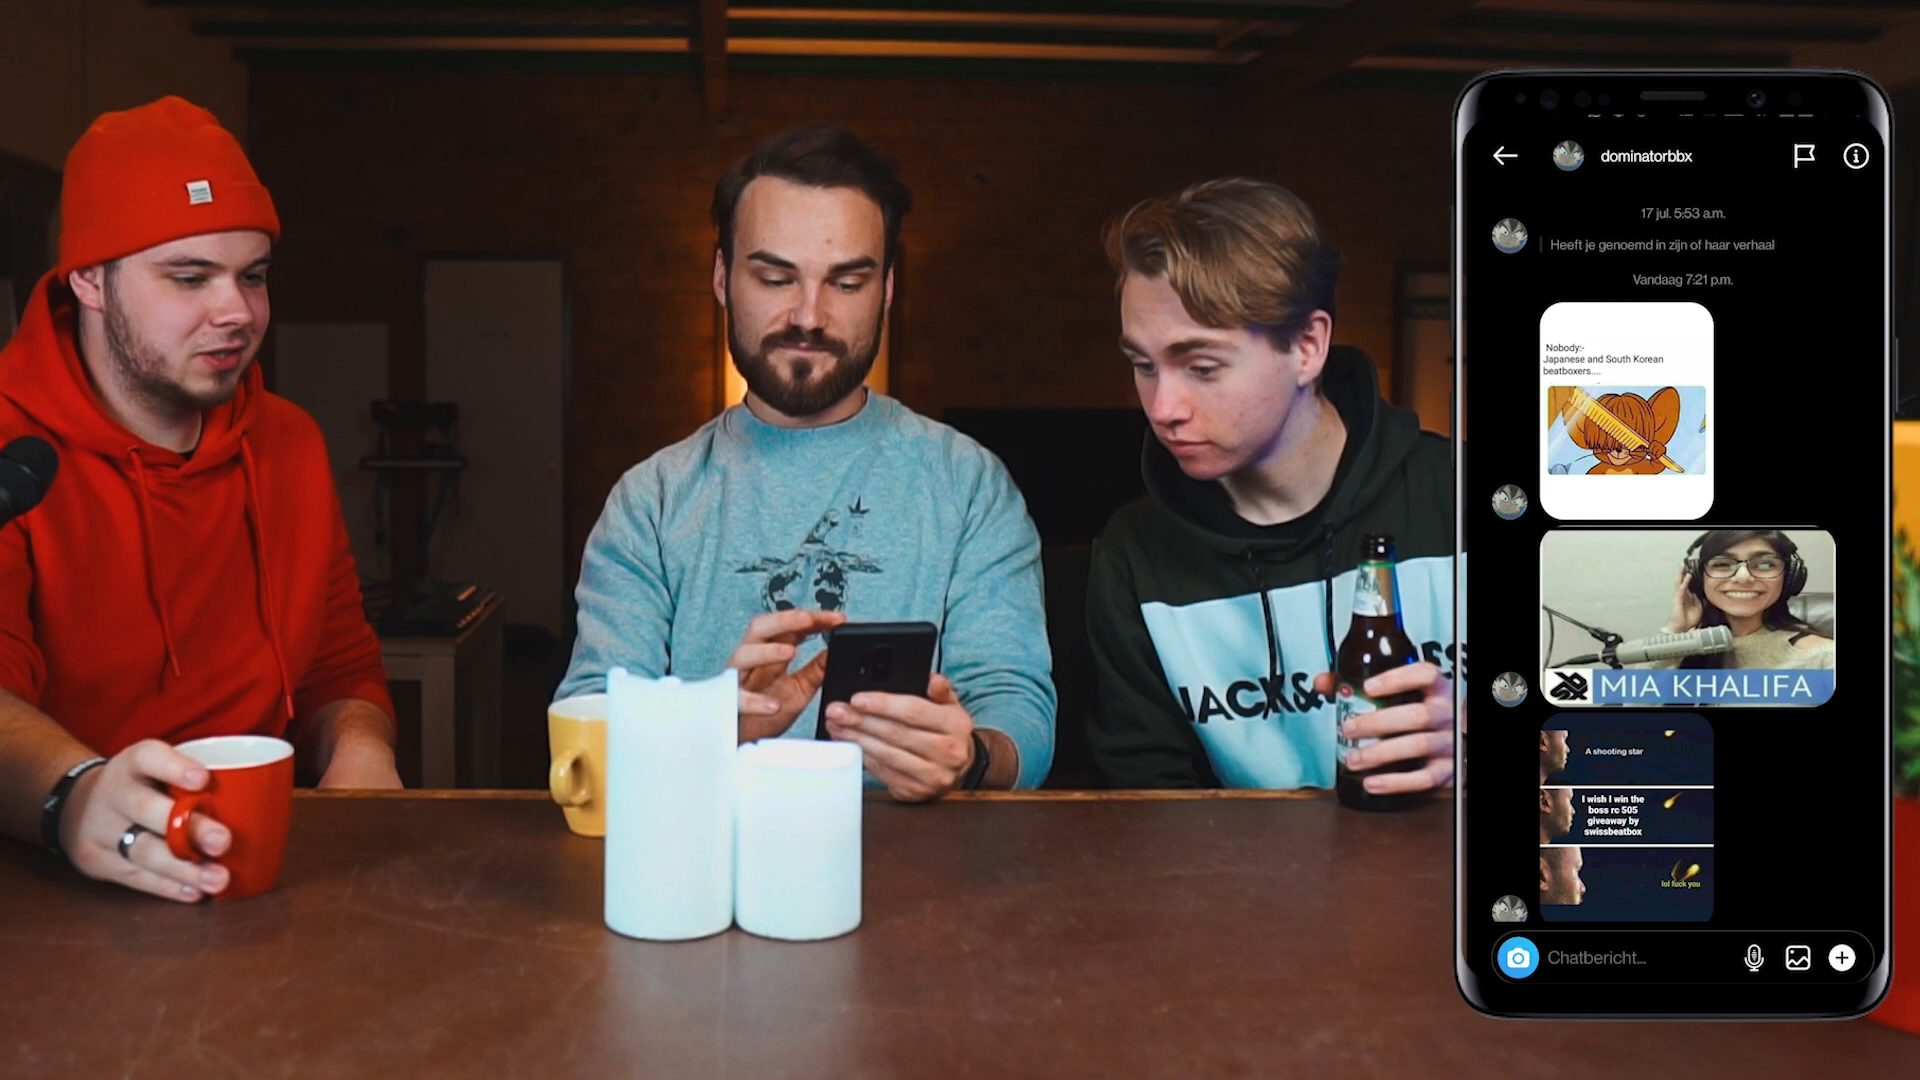 dominatorbbx
17 jul. 5:53 a.m.
Heeft je genoemd in zijn of haar verhaal
Vandaag 7:21 p.m.
Nobody:-
Japanese and South Korean
beatboxers....
MIA KHALIFA
A shooting star
I wish I win the
boss rc 505
giveaway by
swissbeatbox
lol fuck you
Chatbericht...
JACK&